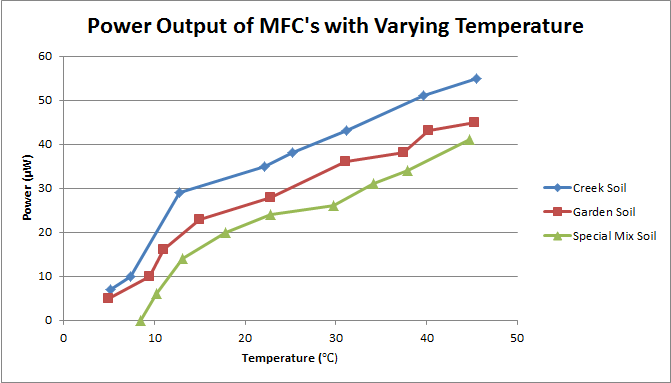 Power Output of MFC's with Varying Temperature
60
50
40
30
20
10
0
Power (µW)
0 10 20 30 40 50
Temperature (°C)
Creek Soil
Garden Soil
Special Mix Soil